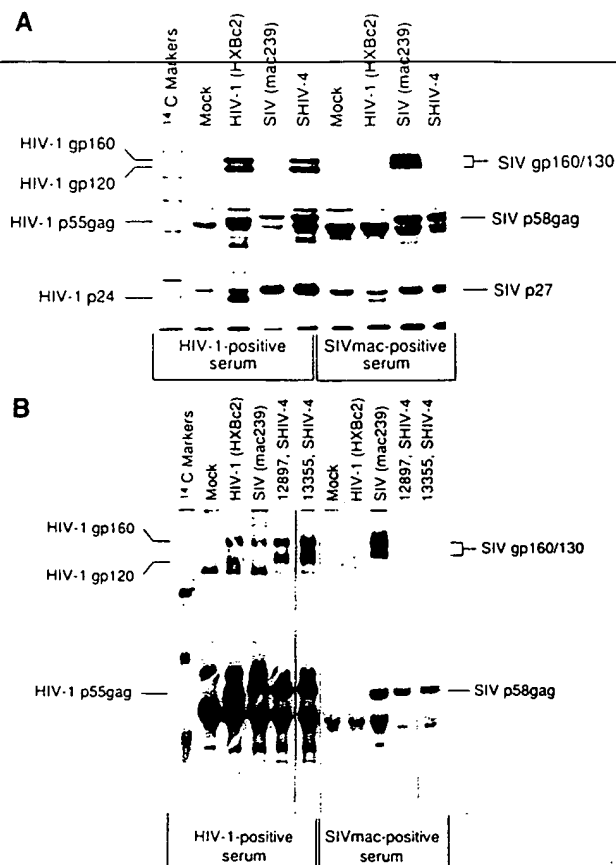 A
14 C Markers
Mock
HIV-1 (HXBc2)
SIV (mac239)
SHIV-4
Mock
HIV-1 (HXBc2)
SIV (mac239)
SHIV-4
HIV-1 gp160
HIV-1 gp120
HIV-1 p55gag
HIV-1 p24
SIV gp160/130
SIV p58gag
SIV p27
HIV-1-positive
serum
SIVmac-positive
serum
B
14 C Markers
Mock
HIV-1 (HXBc2)
SIV (mac239)
12897, SHIV-4
13355, SHIV-4
Mock
HIV-1 (HXBc2)
SIV (mac239)
12897, SHIV-4
13355, SHIV-4
HIV-1 gp160
HIV-1 gp120
HIV-1 p55gag
SIV gp160/130
SIV p58gag
HIV-1-positive
serum
SIVmac-positive
serum